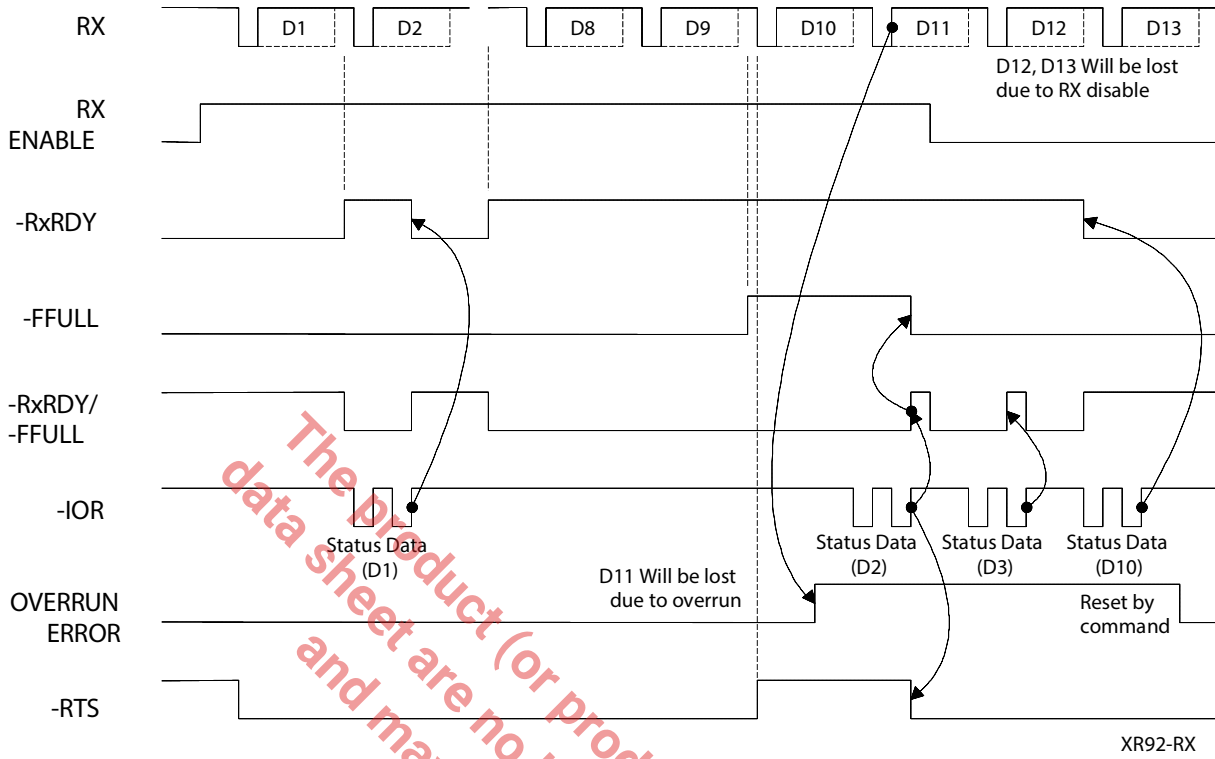 RX
D1
D2
D8
D9
D10
D11
D12
D13
D12, D13 Will be lost
due to RX disable
RX
ENABLE
-RxRDY
-FFULL
-RxRDY/
-FFULL
-IOR
Status Data
(D1)
Status Data
(D2)
Status Data
(D3)
Status Data
(D10)
D11 Will be lost
due to overrun
OVERRUN
ERROR
Reset by
command
-RTS
XR92-RX
The product (or prod
data sheet are no
and ma